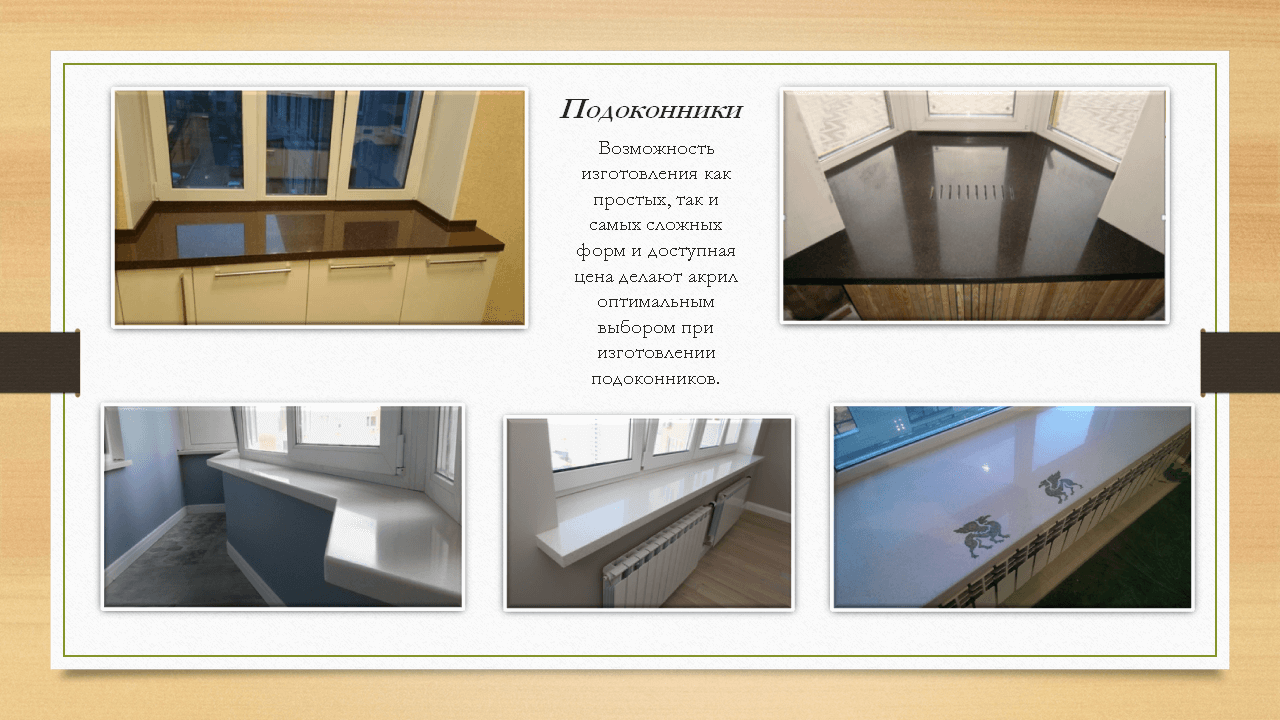 Подоконники
Возможность
изготовления как
простых, так и
самых сложных
форм и доступная
цена делают акрил
оптимальным
выбором при
изготовлении
подоконников.